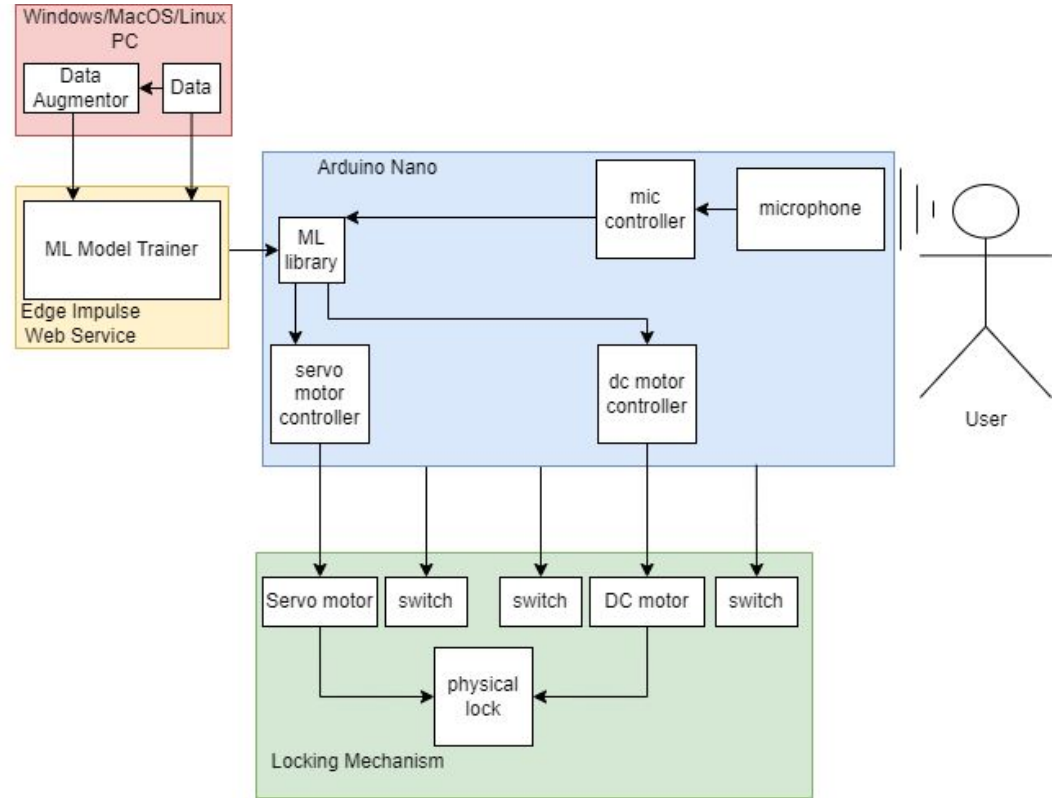 Windows/MacOS/Linux
PC
Data
Augmentor
Data
ML Model Trainer
Edge Impulse
Web Service
Arduino Nano
ML
library
mic
controller
microphone
servo
motor
controller
dc motor
controller
User
Servo motor
switch
switch
DC motor
switch
physical
lock
Locking Mechanism